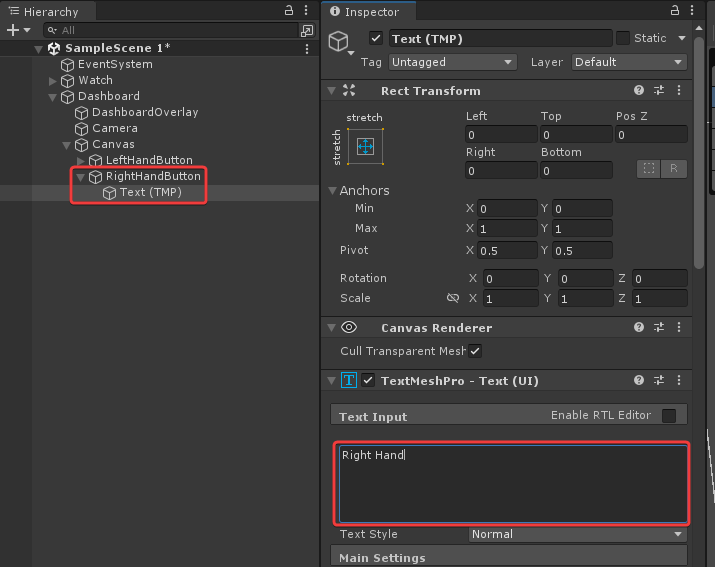 Hierarchy
All
SampleScene 1*
EventSystem
Watch
Dashboard
DashboardOverlay
Camera
Canvas
LeftHandButton
RightHandButton
Text (TMP)
Inspector
Text (TMP) Static
Tag Untagged Layer Default
Rect Transform
stretch
stretch
Left Top Pos Z
0 0 0
Right Bottom
0 0 R
Anchors
Min X 0 Y 0
Max X 1 Y 1
Pivot X 0.5 Y 0.5
Rotation X 0 Y 0 Z 0
Scale X 1 Y 1 Z 1
Canvas Renderer
Cull Transparent Mesh
T TextMeshPro - Text (UI)
Text Input Enable RTL Editor
Right Hand
Text Style Normal
Main Settings